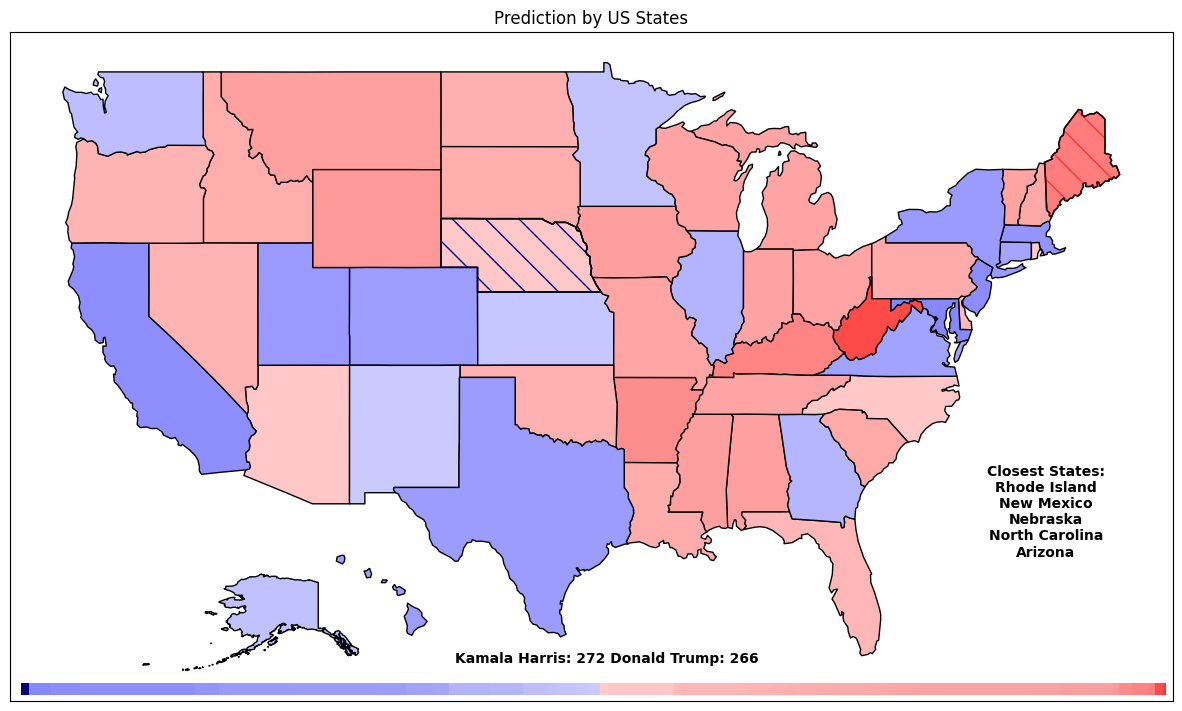 Prediction by US States
Closest States:
Rhode Island
New Mexico
Nebraska
North Carolina
Arizona
Kamala Harris: 272 Donald Trump: 266